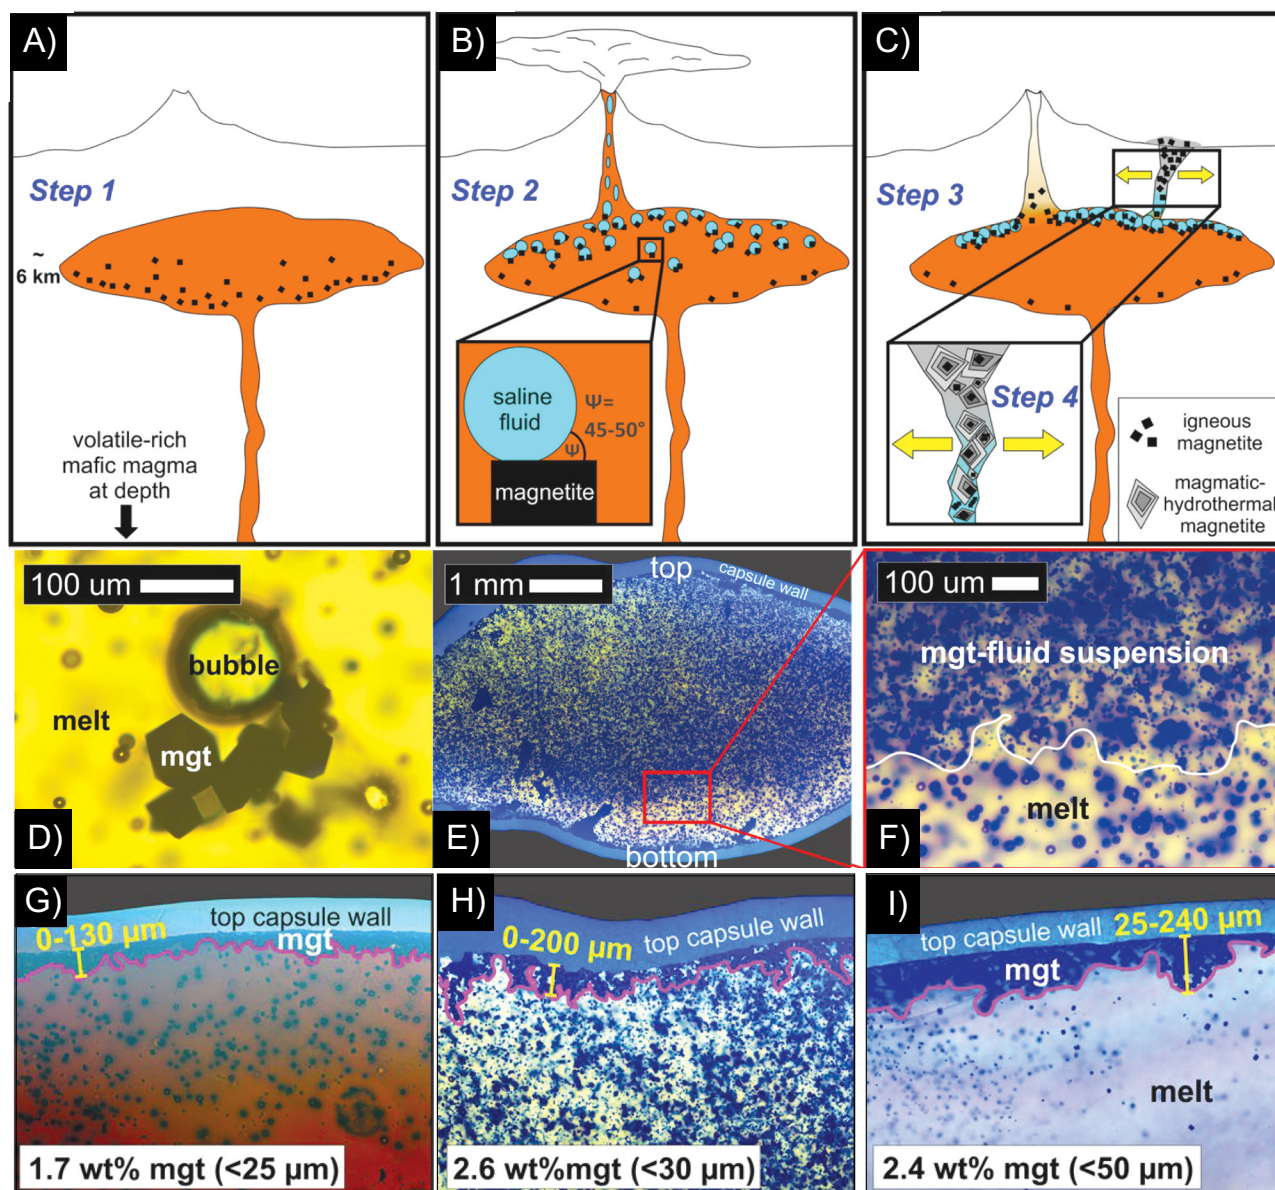 A)
Step 1
~
6 km
volatile-rich
mafic magma
at depth
B)
Step 2
saline
fluid
Ψ=
45-50°
Ψ
magnetite
C)
Step 3
Step 4
igneous
magnetite
magmatic-
hydrothermal
magnetite
100 um
bubble
melt
mgt
D)
1 mm
top
capsule wall
E)
bottom
100 um
mgt-fluid suspension
melt
F)
G)
top capsule wall
0-130 μm
mgt
1.7 wt% mgt (<25 μm)
H)
0-200 μm
top capsule wall
2.6 wt%mgt (<30 μm)
I)
top capsule wall
25-240 μm
mgt
melt
2.4 wt% mgt (<50 μm)